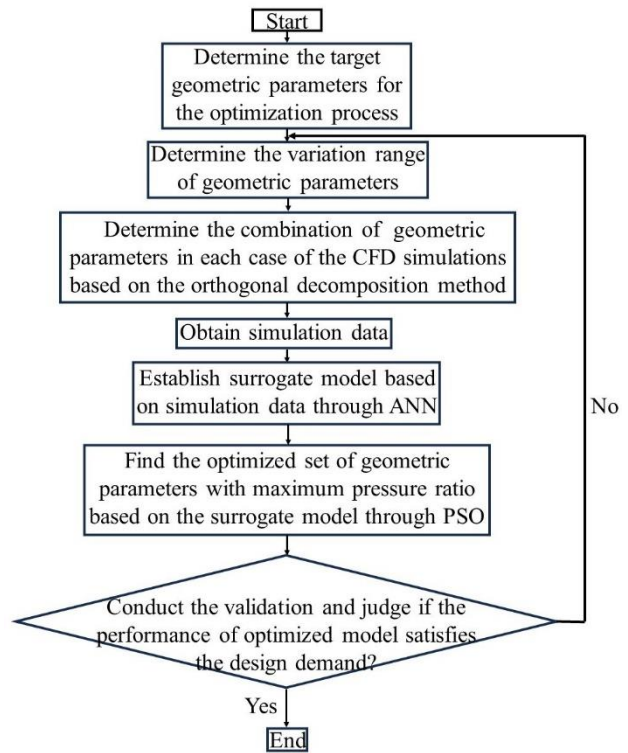 Start
Determine the target
geometric parameters for
the optimization process
Determine the variation range
of geometric parameters
Determine the combination of geometric
parameters in each case of the CFD simulations
based on the orthogonal decomposition method
Obtain simulation data
Establish surrogate model based
on simulation data through ANN
No
Find the optimized set of geometric
parameters with maximum pressure ratio
based on the surrogate model through PSO
Conduct the validation and judge if the
performance of optimized model satisfies
the design demand?
Yes
End